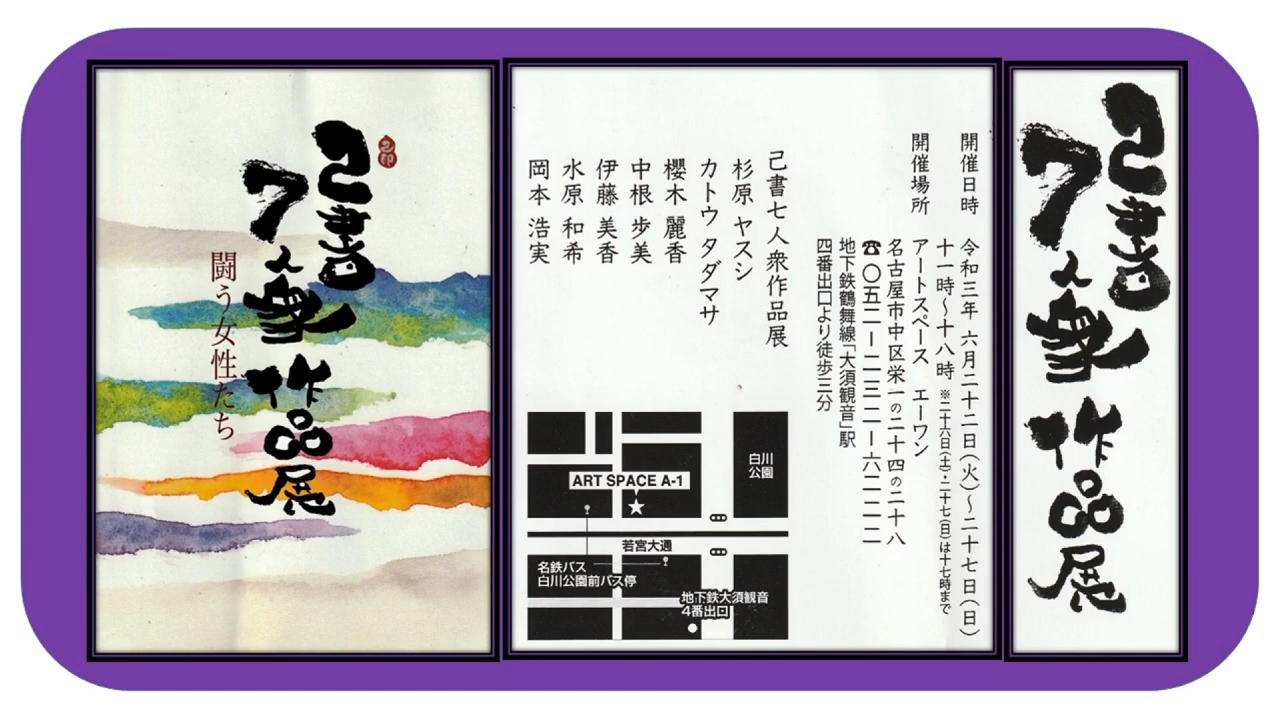 己書
7人衆作品展
闘う女性たち
開催日時 令和三年 六月二十二日(火)～二十七日(日)
十一時～十八時 ※二十六日(土)・二十七(日)は十七時まで
開催場所 アートスペース エーワン
名古屋市中区栄一の二十四の二十八
☎〇五二ー二三二ー六二二二
地下鉄鶴舞線「大須観音」駅
四番出口より徒歩三分
己書七人衆作品展
杉原 ヤスシ
カトウ タダマサ
櫻木 麗香
中根 歩美
伊藤 美香
水原 和希
岡本 浩実
白川
公園
ART SPACE A-1
若宮大通
名鉄バス
白川公園前バス停
地下鉄大須観音
4番出口
己書
7人衆作品展